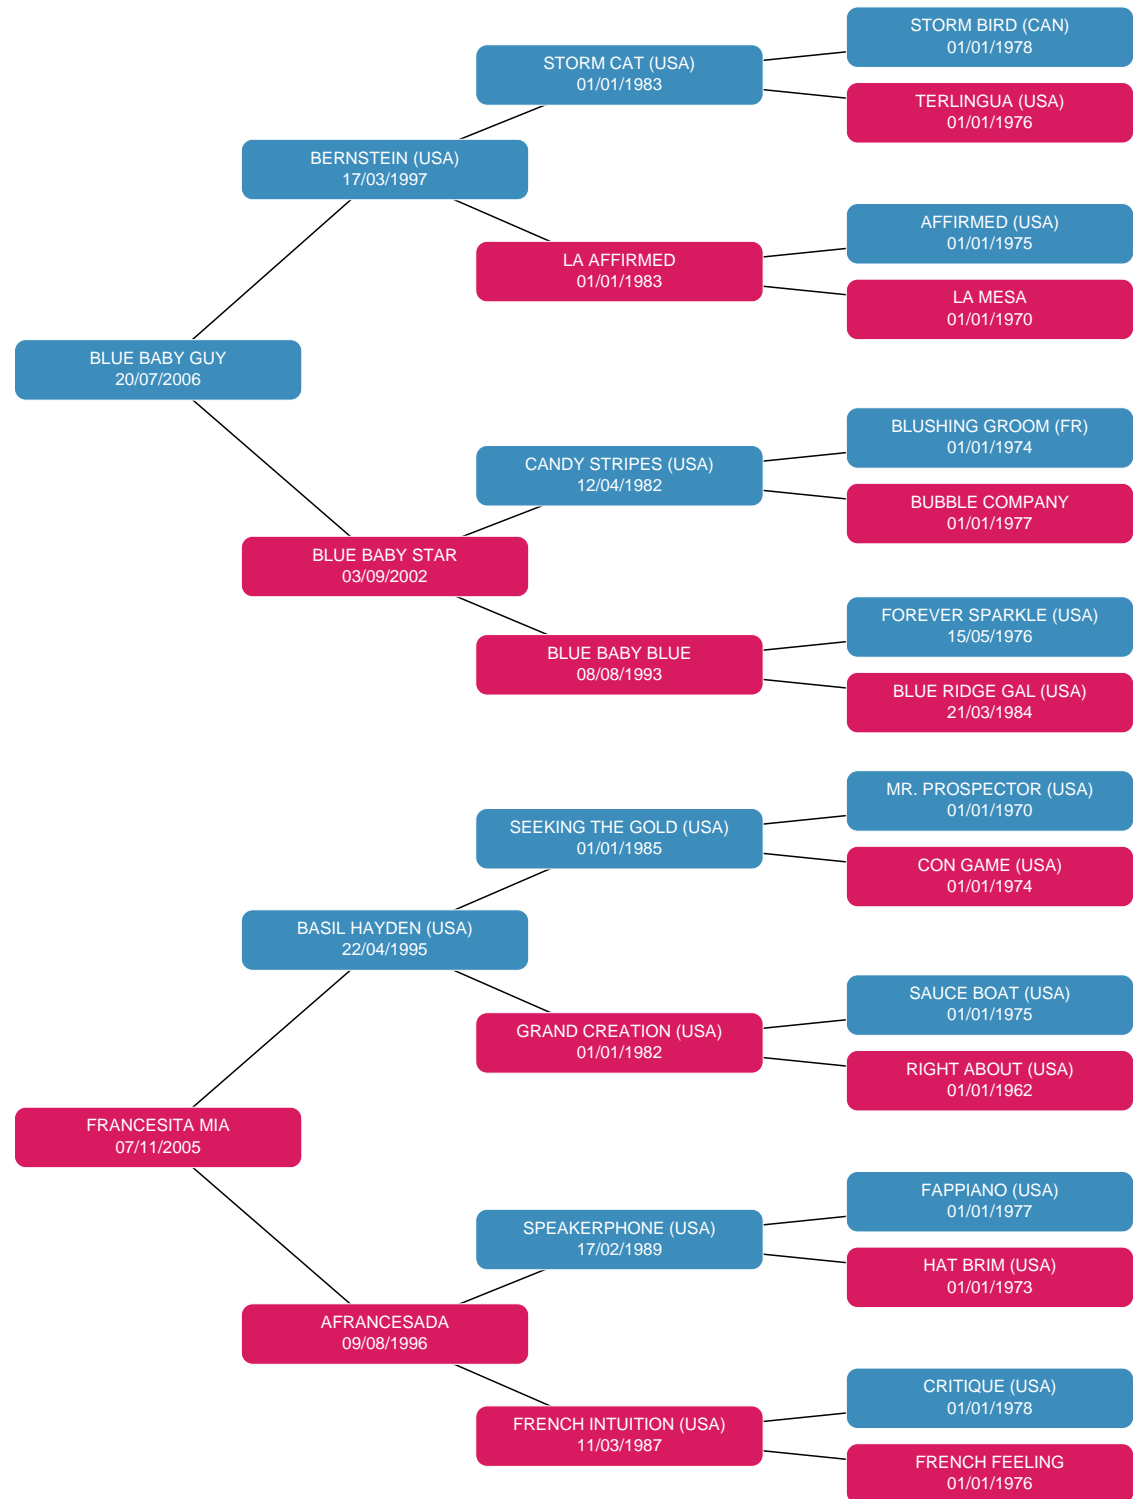 STORM BIRD (CAN)
01/01/1978
STORM CAT (USA)
01/01/1983
TERLINGUA (USA)
01/01/1976
BERNSTEIN (USA)
17/03/1997
AFFIRMED (USA)
01/01/1975
LA AFFIRMED
01/01/1983
LA MESA
01/01/1970
BLUE BABY GUY
20/07/2006
BLUSHING GROOM (FR)
01/01/1974
CANDY STRIPES (USA)
12/04/1982
BUBBLE COMPANY
01/01/1977
BLUE BABY STAR
03/09/2002
FOREVER SPARKLE (USA)
15/05/1976
BLUE BABY BLUE
08/08/1993
BLUE RIDGE GAL (USA)
21/03/1984
MR. PROSPECTOR (USA)
01/01/1970
SEEKING THE GOLD (USA)
01/01/1985
CON GAME (USA)
01/01/1974
BASIL HAYDEN (USA)
22/04/1995
SAUCE BOAT (USA)
01/01/1975
GRAND CREATION (USA)
01/01/1982
RIGHT ABOUT (USA)
01/01/1962
FRANCESITA MIA
07/11/2005
FAPPIANO (USA)
01/01/1977
SPEAKERPHONE (USA)
17/02/1989
HAT BRIM (USA)
01/01/1973
AFRANCESADA
09/08/1996
CRITIQUE (USA)
01/01/1978
FRENCH INTUITION (USA)
11/03/1987
FRENCH FEELING
01/01/1976